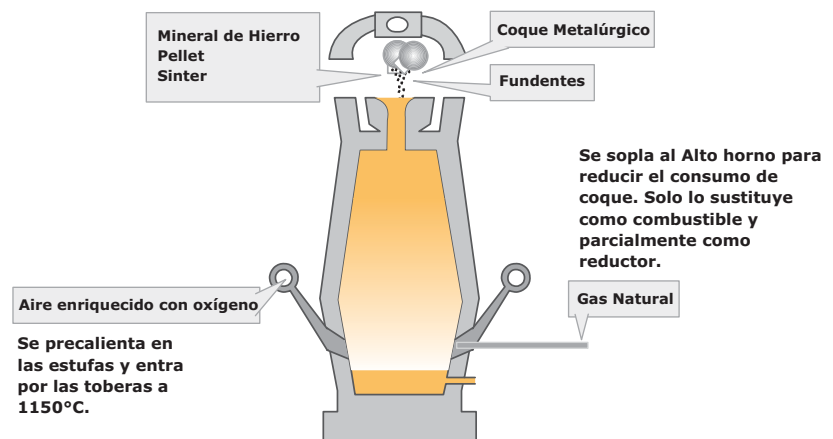 Mineral de Hierro
Pellet
Sinter
Coque Metalúrgico
Fundentes
Se sopla al Alto horno para
reducir el consumo de
coque. Solo lo sustituye
como combustible y
parcialmente como
reductor.
Gas Natural
Aire enriquecido con oxígeno
Se precalienta en
las estufas y entra
por las toberas a
1150°C.